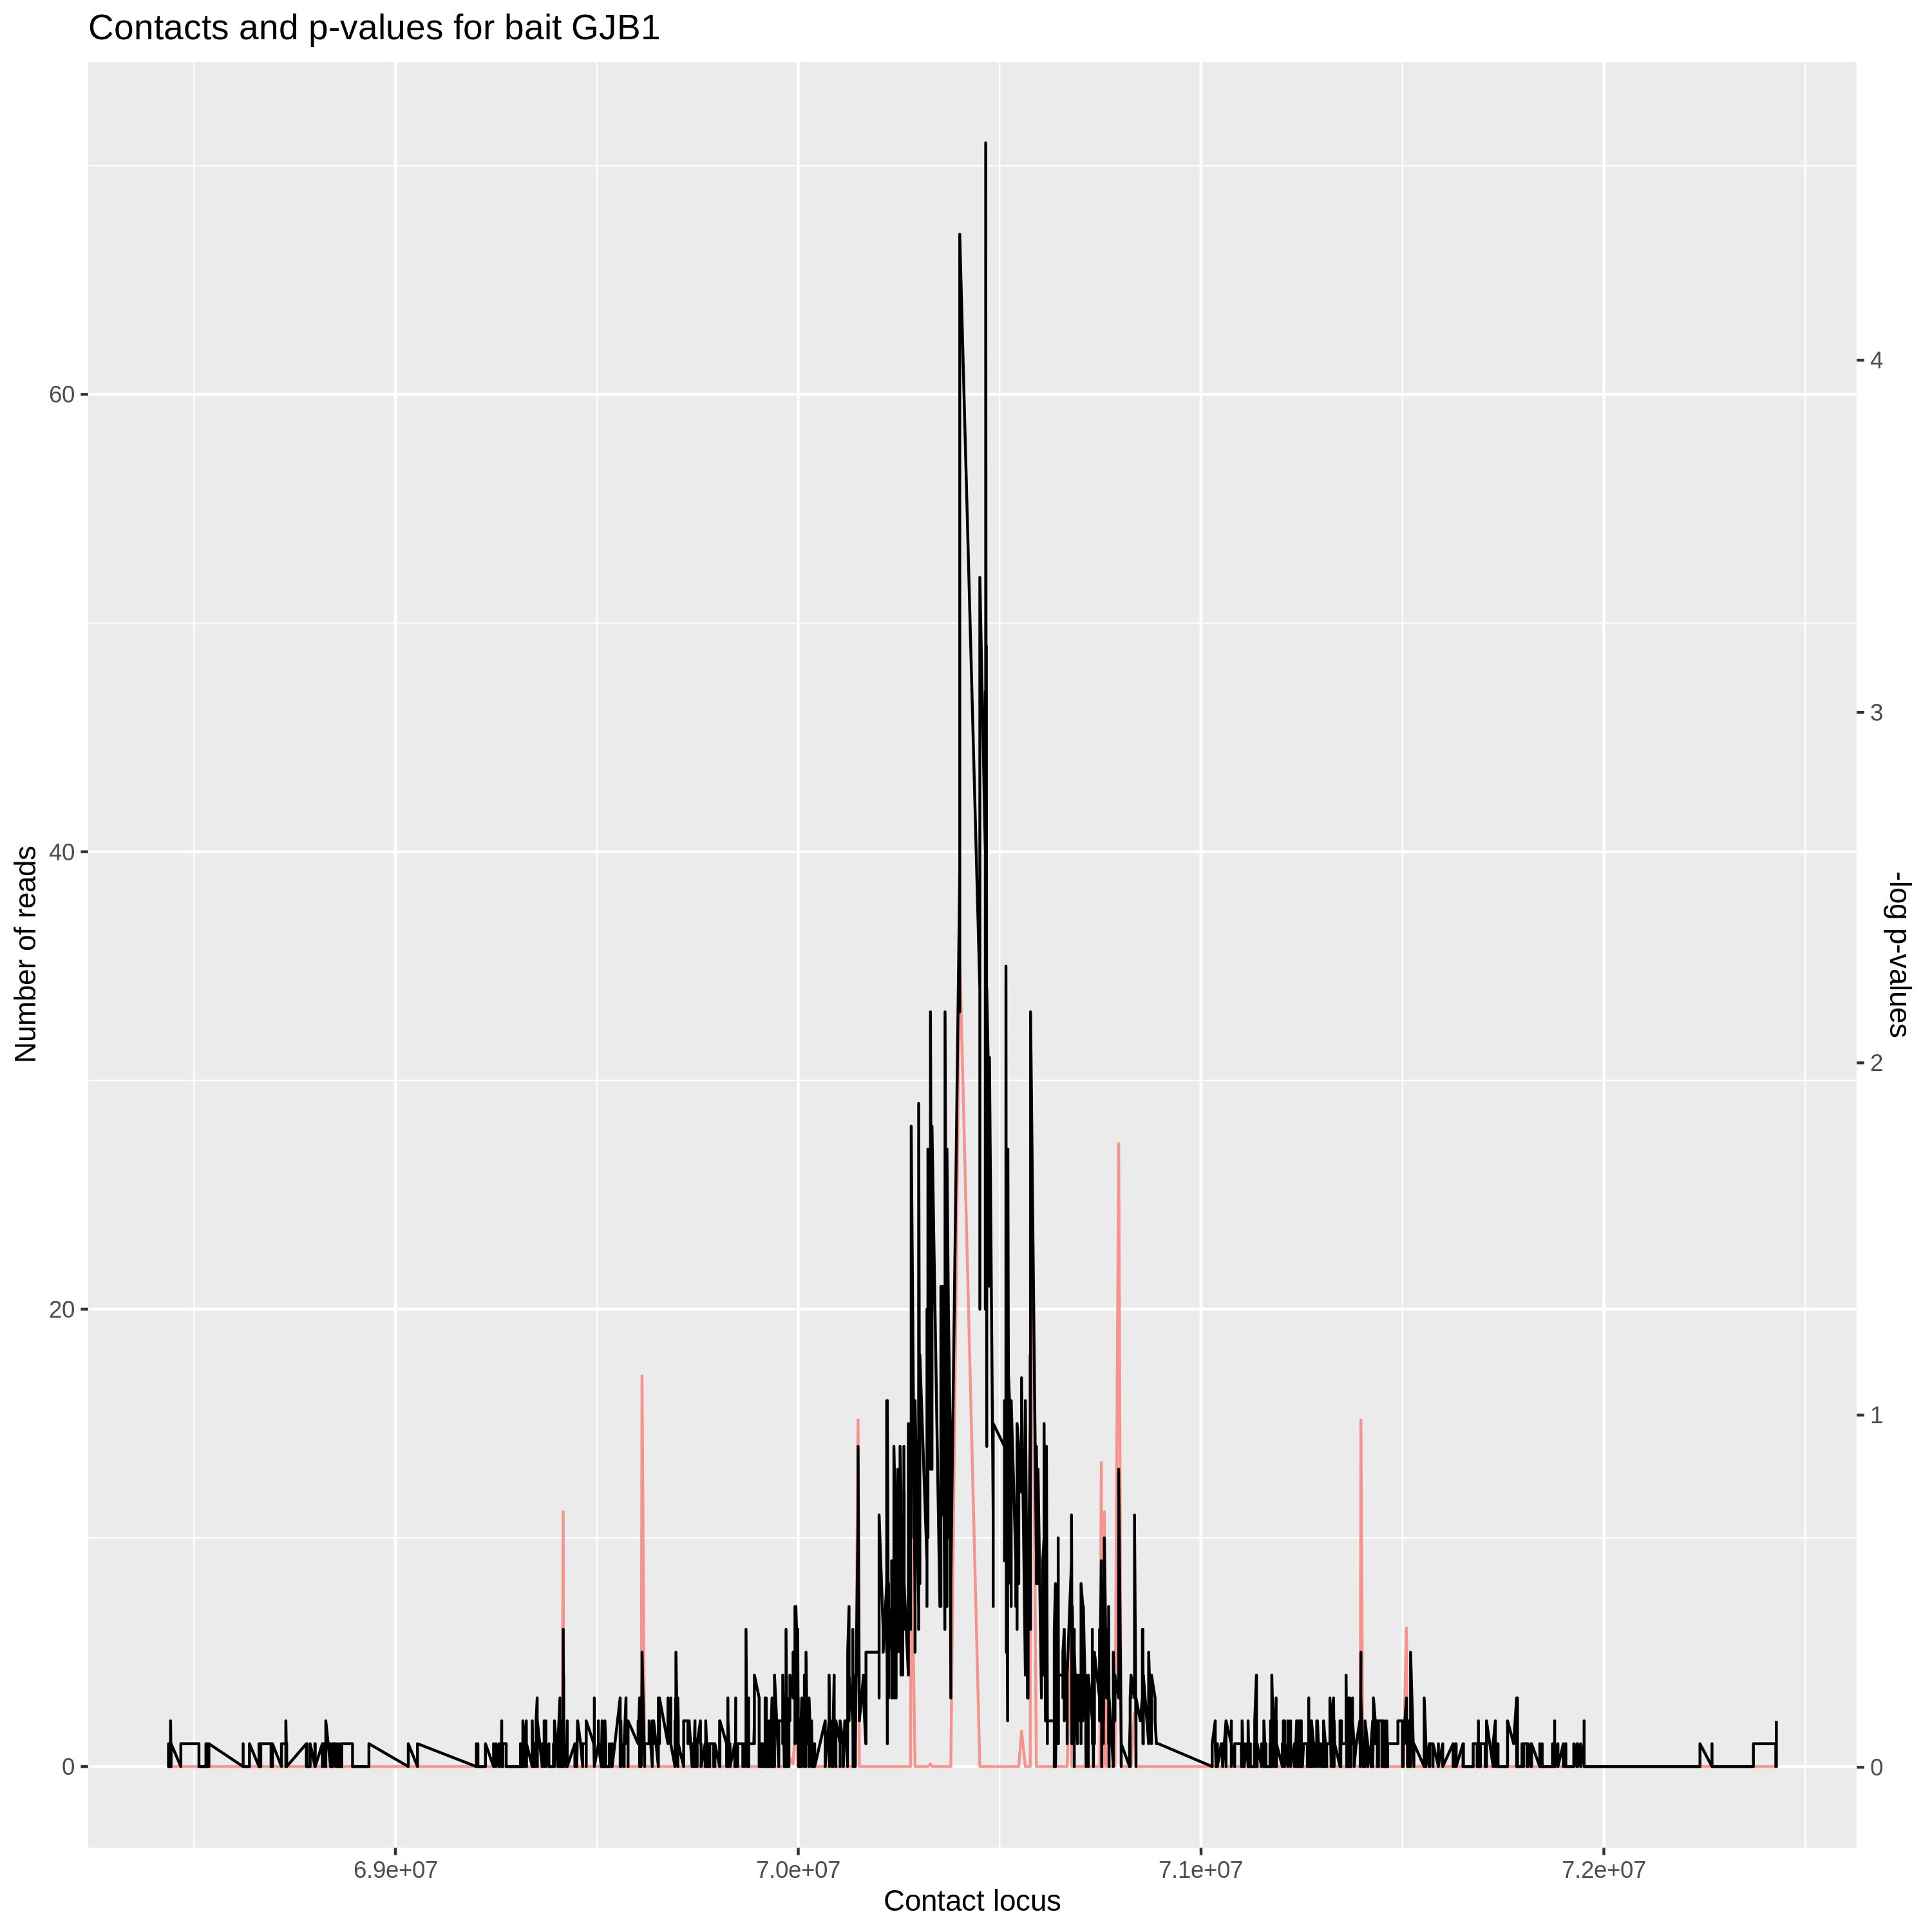 Contacts and p-values for bait GJB1
Number of reads
60
40
20
0
4
3
2
1
0
-log p-values
6.9e+07 7.0e+07 7.1e+07 7.2e+07
Contact locus